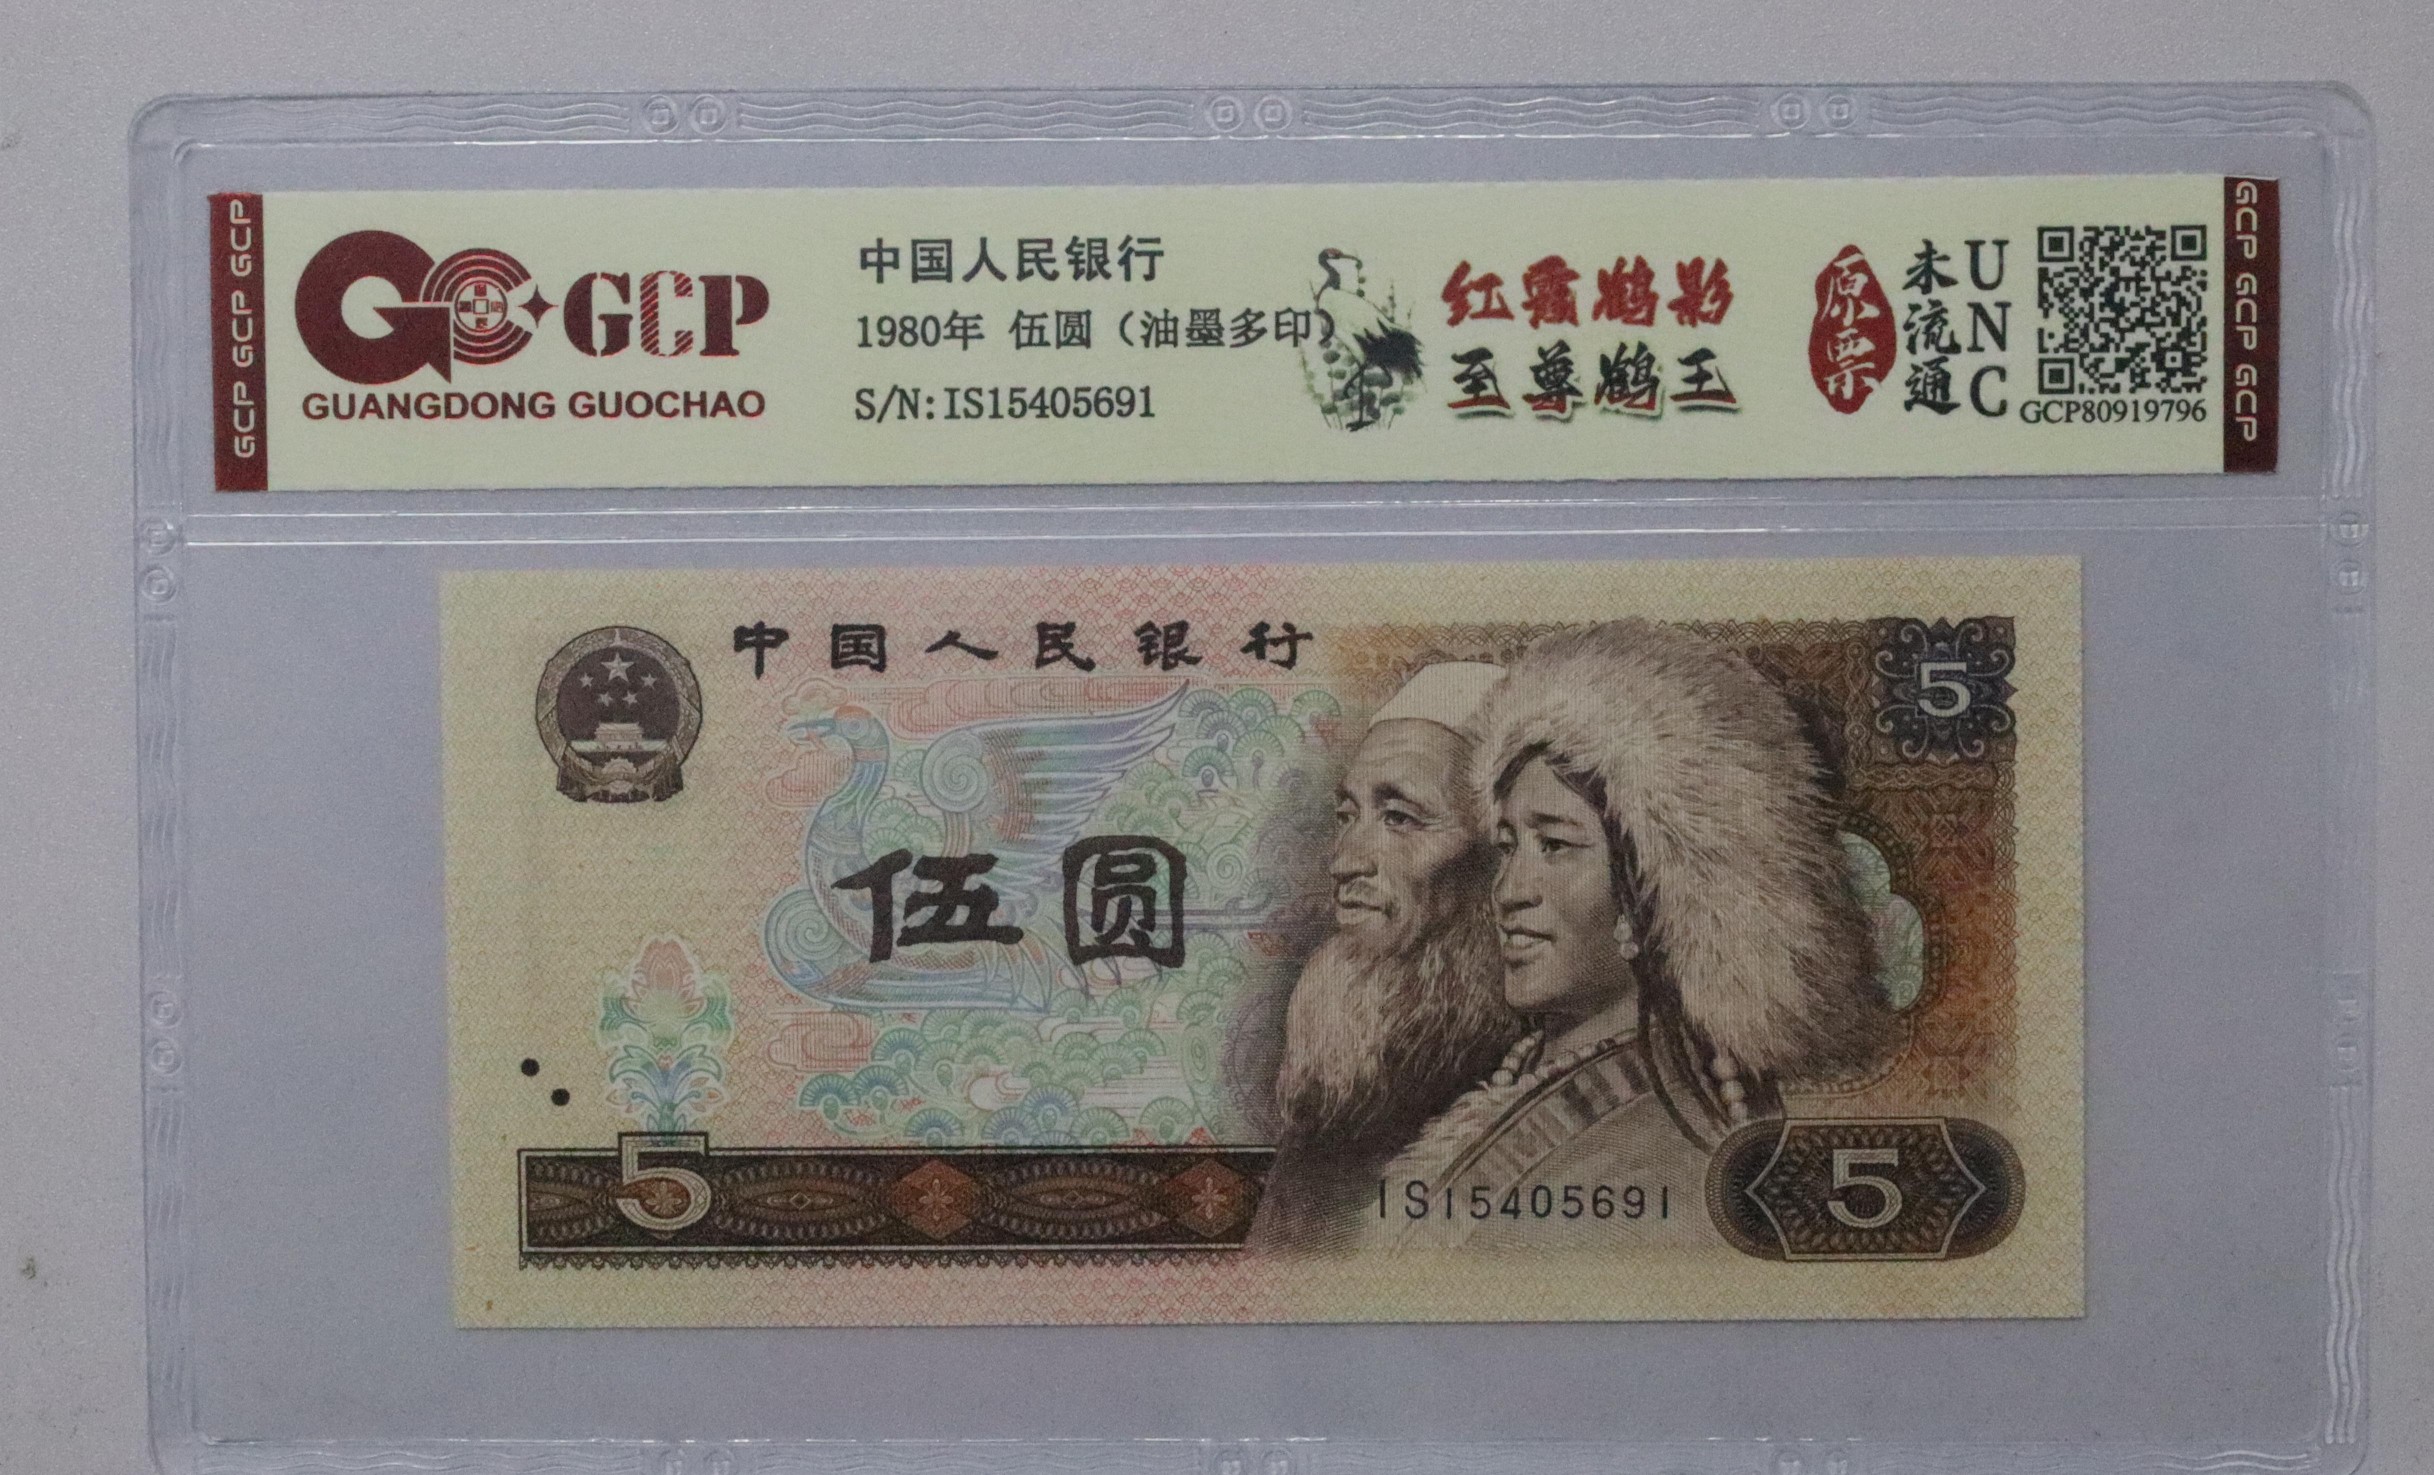 GCP GCP GCP
GCP
GUANGDONG GUOCHAO
中国人民银行
1980年 伍圆（油墨多印）
S/N:IS15405691
红霞鹤影
至尊鹤王
原票
未流通
UNC
GCP80919796
GCP GCP GCP
中国人民银行
5
伍圆
5
IS15405691
5